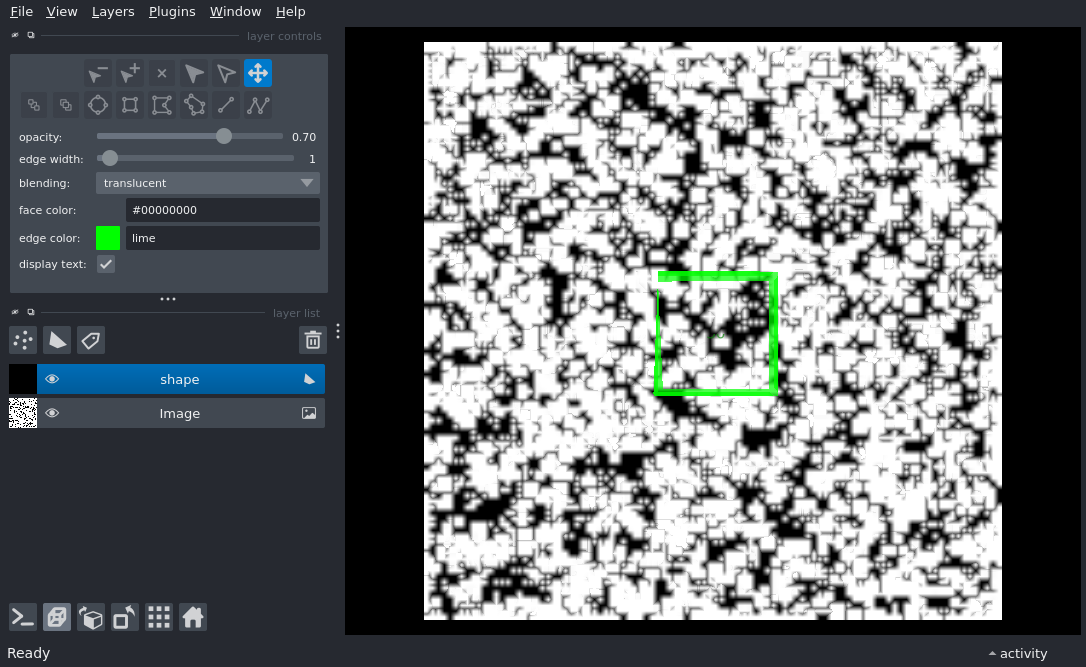 File View Layers Plugins Window Help
layer controls
opacity: 0.70
edge width: 1
blending: translucent
face color: #00000000
edge color: lime
display text:
layer list
shape
Image
Ready
activity